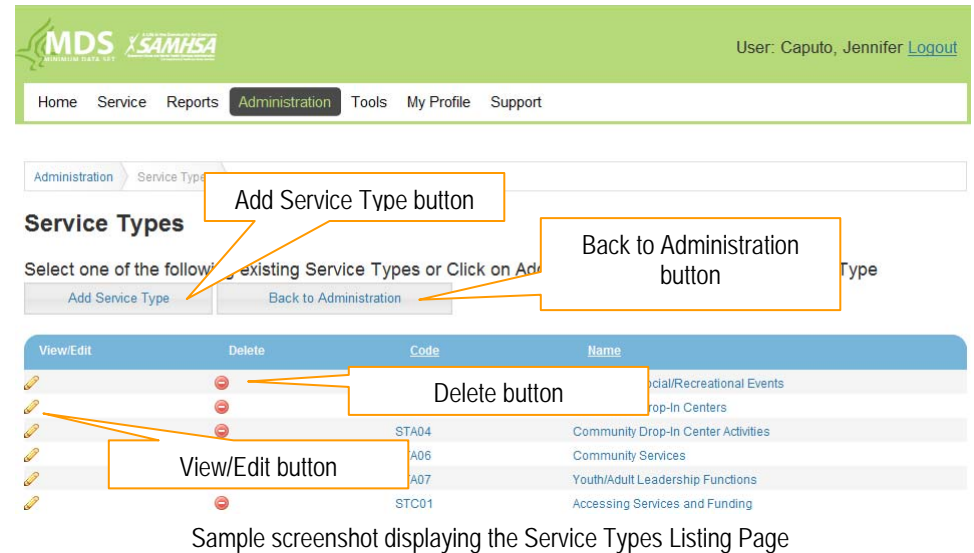 MDS SAMHSA
MINIMUM DATA SET
User: Caputo, Jennifer Logout
Home Service Reports Administration Tools My Profile Support
Administration Service Type
Add Service Type button
Service Types
Back to Administration
button
Select one of the following existing Service Types or Click on Add Type
Add Service Type Back to Administration
View/Edit Delete Code Name
Delete button
ocial/Recreational Events
rop-In Centers
STA04 Community Drop-In Center Activities
View/Edit button
A06 Community Services
A07 Youth/Adult Leadership Functions
STC01 Accessing Services and Funding
Sample screenshot displaying the Service Types Listing Page